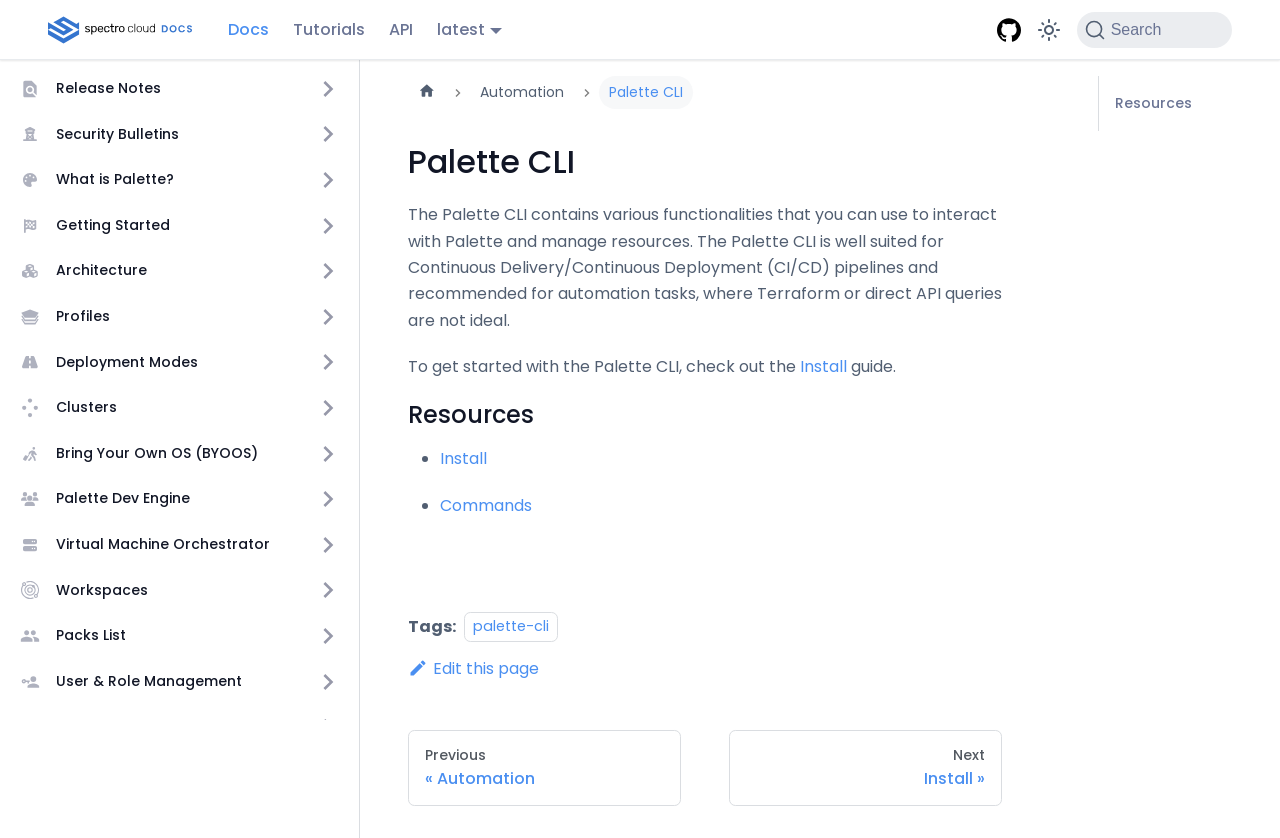 spectro cloud DOCS
Docs
Tutorials
API
latest
Search
Release Notes
Security Bulletins
What is Palette?
Getting Started
Architecture
Profiles
Deployment Modes
Clusters
Bring Your Own OS (BYOOS)
Palette Dev Engine
Virtual Machine Orchestrator
Workspaces
Packs List
User & Role Management
Automation
Palette CLI
Palette CLI
The Palette CLI contains various functionalities that you can use to interact
with Palette and manage resources. The Palette CLI is well suited for
Continuous Delivery/Continuous Deployment (CI/CD) pipelines and
recommended for automation tasks, where Terraform or direct API queries
are not ideal.
To get started with the Palette CLI, check out the Install guide.
Resources
Install
Commands
Tags: palette-cli
Edit this page
Previous
« Automation
Next
Install »
Resources